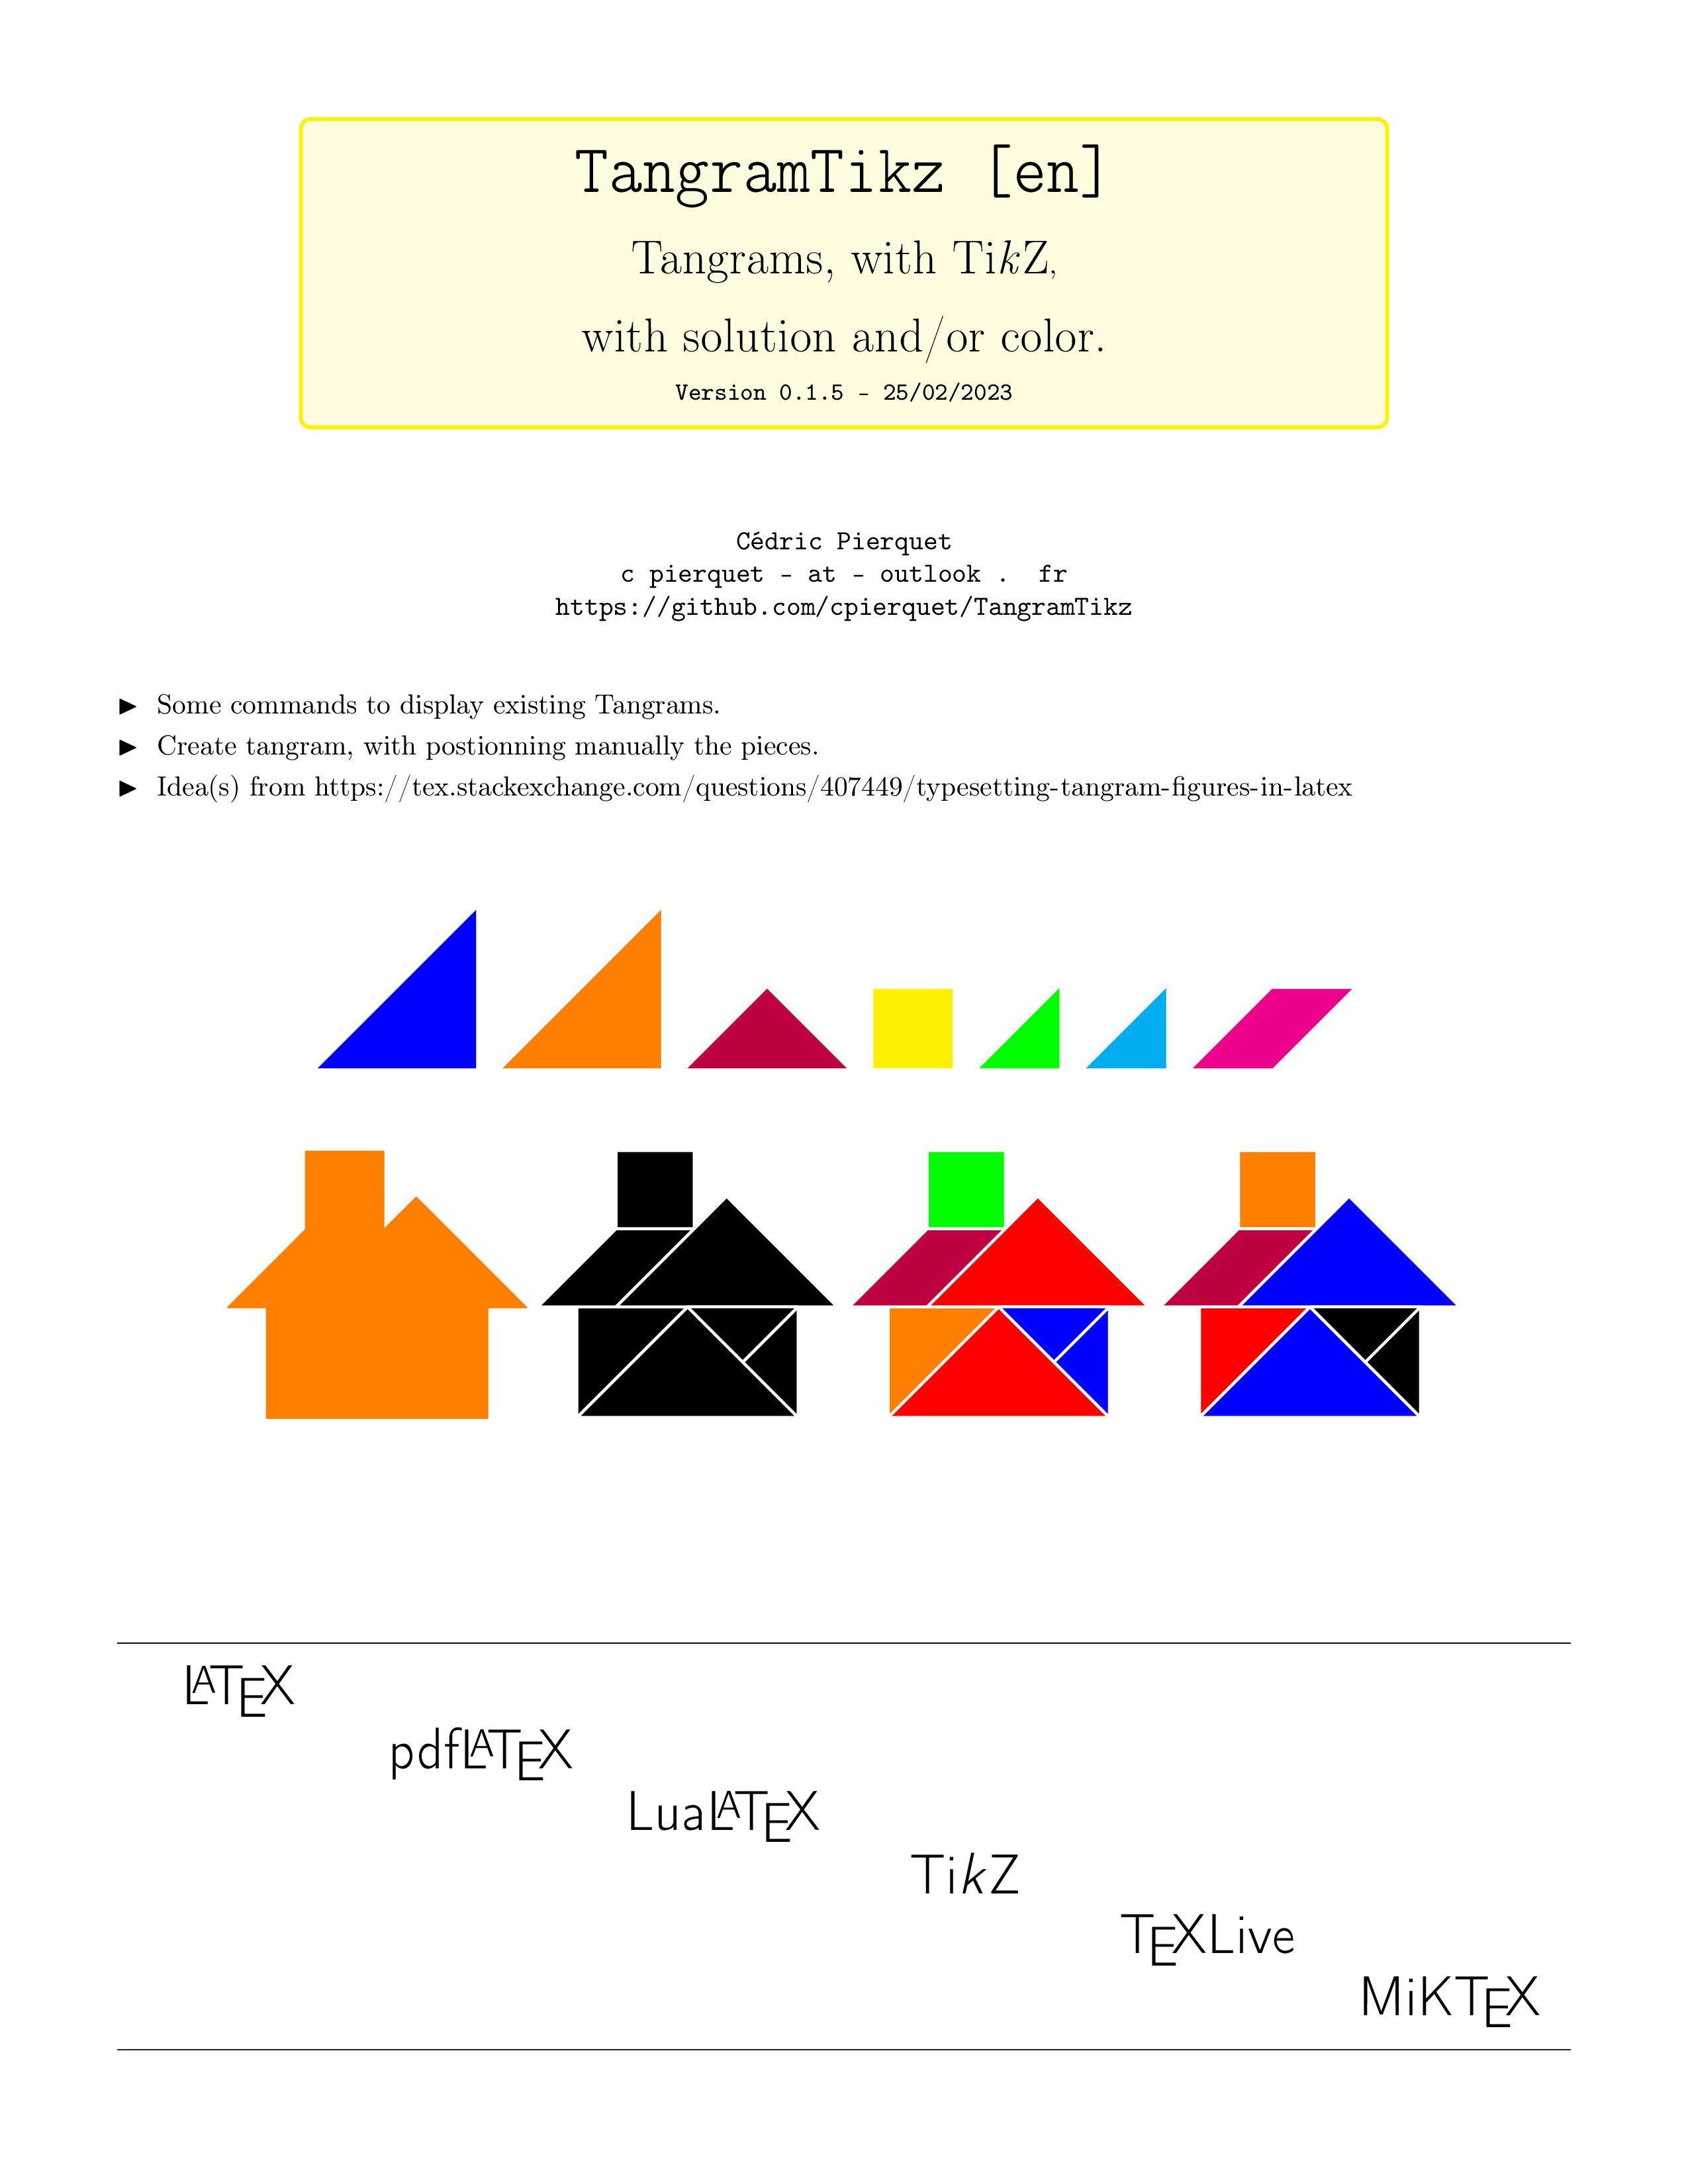 TangramTikz [en]
Tangrams, with TikZ,
with solution and/or color.
Version 0.1.5 - 25/02/2023
Cédric Pierquet
c pierquet - at - outlook . fr
https://github.com/cpierquet/TangramTikz
▶ Some commands to display existing Tangrams.
▶ Create tangram, with postionning manually the pieces.
▶ Idea(s) from https://tex.stackexchange.com/questions/407449/typesetting-tangram-figures-in-latex
LATEX
pdfLATEX
LuaLATEX
TikZ
TEXLive
MiKTEX